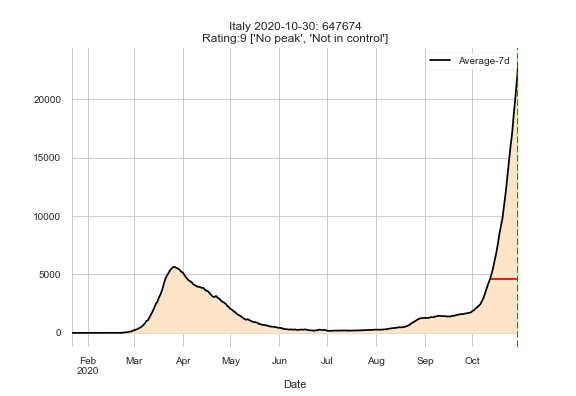 Italy 2020-10-30: 647674
Rating:9 ['No peak', 'Not in control']
Average-7d
20000
15000
10000
5000
0
Feb Mar Apr May Jun Jul Aug Sep Oct
2020
Date